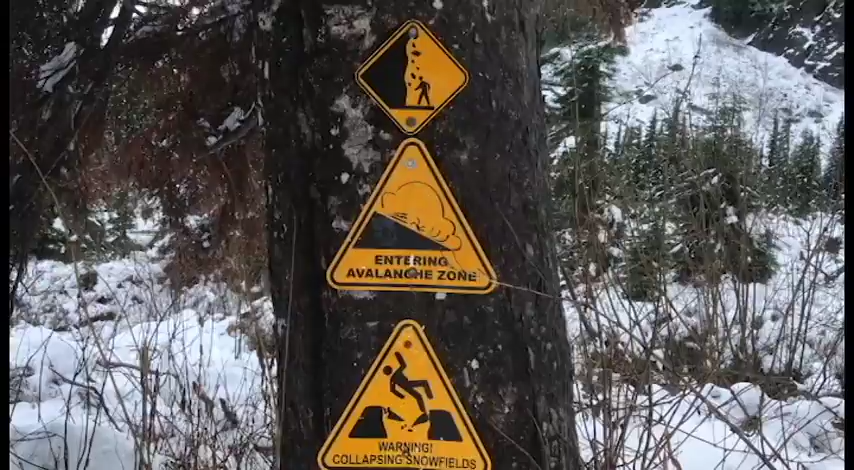 ENTERING
AVALANCHE ZONE
WARNING!
COLLAPSING SNOWFIELDS